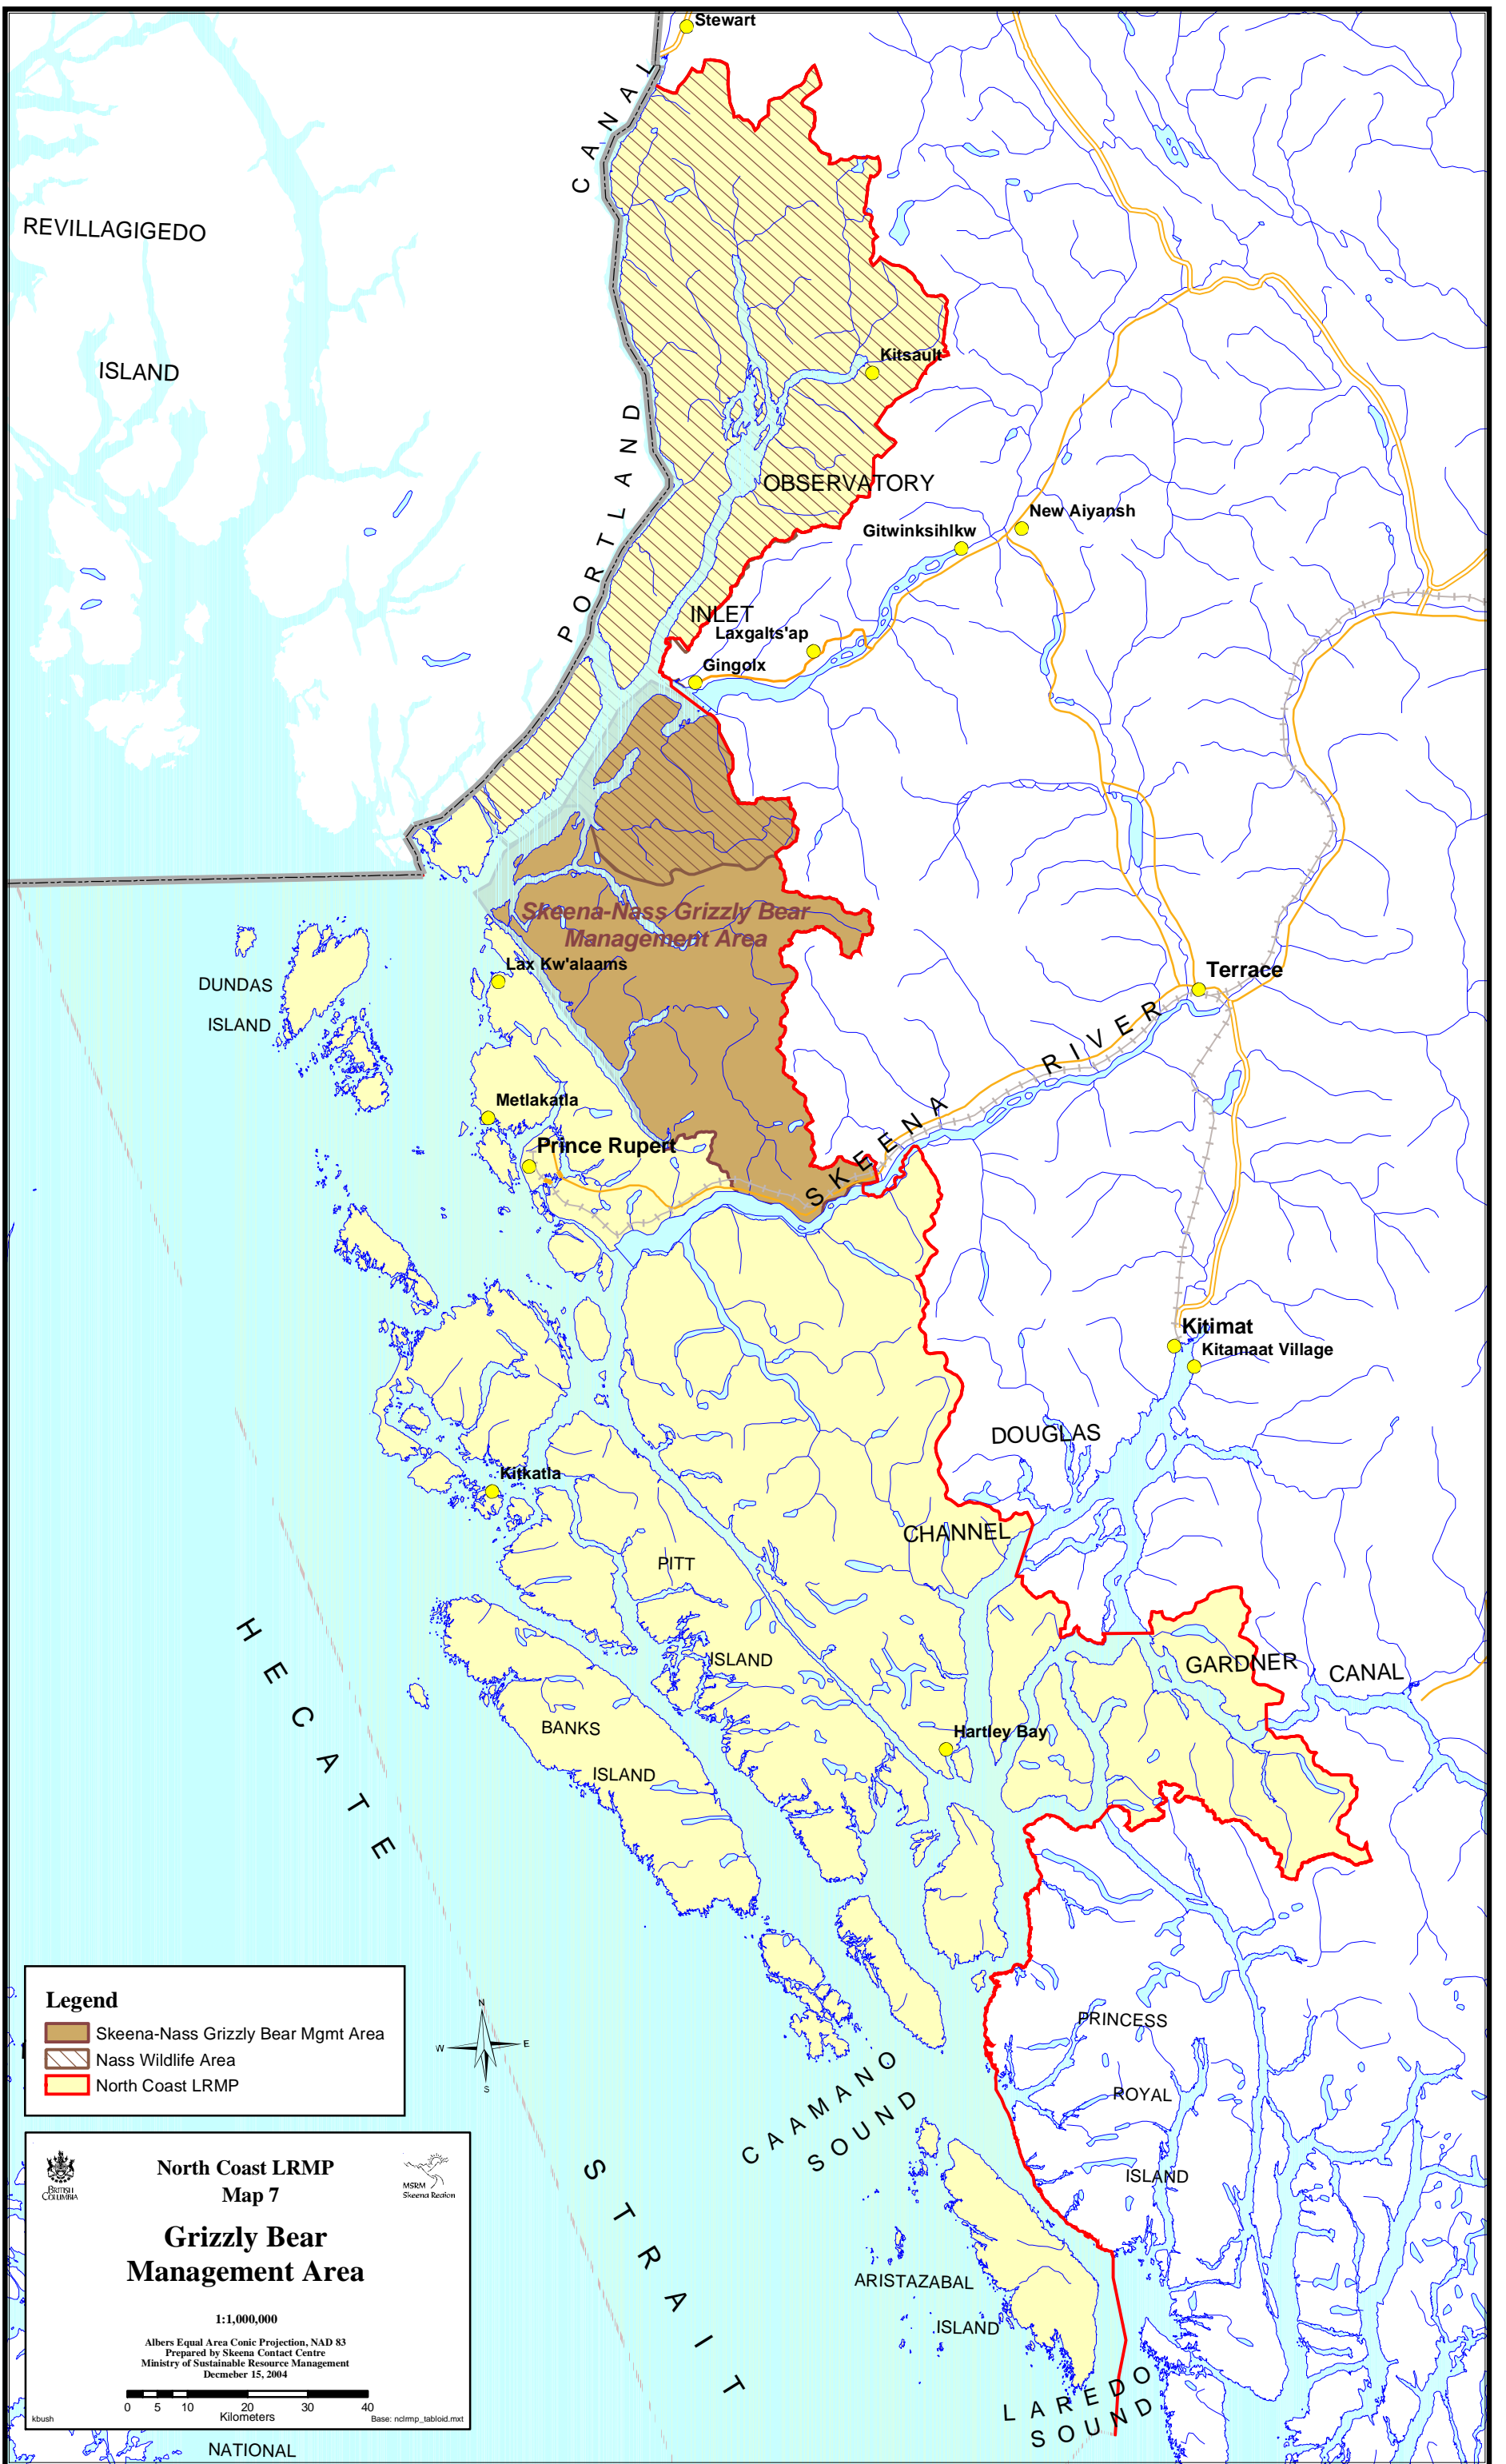 Stewart
CANAL
REVILLAGIGEDO
ISLAND
Kitsault
PORTLAND
OBSERVATORY
New Aiyansh
Gitwinksihlkw
INLET
Laxgalts'ap
Gingolx
Skeena-Nass Grizzly Bear
Management Area
Lax Kw'alaams
Terrace
DUNDAS
ISLAND
SKEENA RIVER
Metlakatla
Prince Rupert
Kitimat
Kitamaat Village
DOUGLAS
Kitkatla
CHANNEL
PITT
ISLAND
GARDNER
CANAL
HECATE
BANKS
ISLAND
Hartley Bay
PRINCESS
ROYAL
ISLAND
CAAMANO
SOUND
STRAIT
ARISTAZABAL
ISLAND
LAREDO
SOUND
N
W
E
S
Legend
Skeena-Nass Grizzly Bear Mgmt Area
Nass Wildlife Area
North Coast LRMP
BRITISH
COLUMBIA
North Coast LRMP
Map 7
MSRM
Skeena Region
Grizzly Bear
Management Area
1:1,000,000
Albers Equal Area Conic Projection, NAD 83
Prepared by Skeena Contact Centre
Ministry of Sustainable Resource Management
Decmeber 15, 2004
0 5 10 20 30 40
Kilometers
kbush
Base: nclrmp_tabloid.mxt
NATIONAL